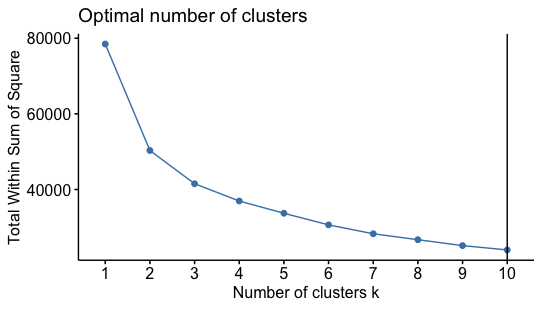 Optimal number of clusters
Total Within Sum of Square
80000
60000
40000
1 2 3 4 5 6 7 8 9 10
Number of clusters k